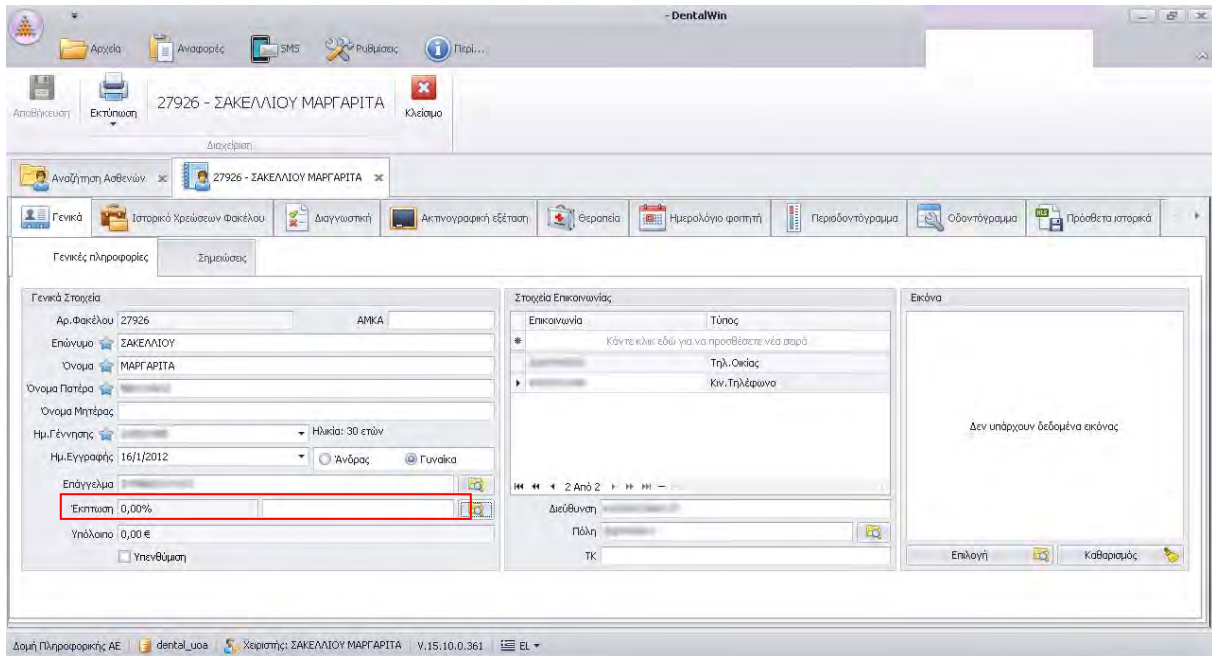 - DentalWin
Αρχεία Αναφορές SMS Ρυθμίσεις Περί...
Αποθήκευση Εκτύπωση 27926 - ΣΑΚΕΛΛΙΟΥ ΜΑΡΓΑΡΙΤΑ Κλείσιμο
Διαχείριση
Αναζήτηση Ασθενών 27926 - ΣΑΚΕΛΛΙΟΥ ΜΑΡΓΑΡΙΤΑ
Γενικά Ιστορικό Χρεώσεων Φακέλου Διαγνωστική Ακτινογραφική εξέταση Θεραπεία Ημερολόγιο φοιτητή Περιοδοντόγραμμα Οδοντόγραμμα Πρόσθετα ιστορικά
Γενικές πληροφορίες Σημειώσεις
Γενικά Στοιχεία
Αρ.Φακέλου 27926 ΑΜΚΑ
Επώνυμο ΣΑΚΕΛΛΙΟΥ
Όνομα ΜΑΡΓΑΡΙΤΑ
Όνομα Πατέρα
Όνομα Μητέρας
Ημ.Γέννησης Ηλικία: 30 ετών
Ημ.Εγγραφής 16/1/2012 Άνδρας Γυναίκα
Επάγγελμα
Έκπτωση 0,00%
Υπόλοιπο 0,00 €
Υπενθύμιση
Στοιχεία Επικοινωνίας
Επικοινωνία Τύπος
Κάντε κλικ εδώ για να προσθέσετε νέα σειρά
Τηλ.Οικίας
Κιν.Τηλέφωνο
2 Από 2
Διεύθυνση
Πόλη
ΤΚ
Εικόνα
Δεν υπάρχουν δεδομένα εικόνας
Επιλογή Καθαρισμός
Δομή Πληροφορικής ΑΕ dental_uoa Χειριστής: ΣΑΚΕΛΛΙΟΥ ΜΑΡΓΑΡΙΤΑ V.15.10.0.361 EL